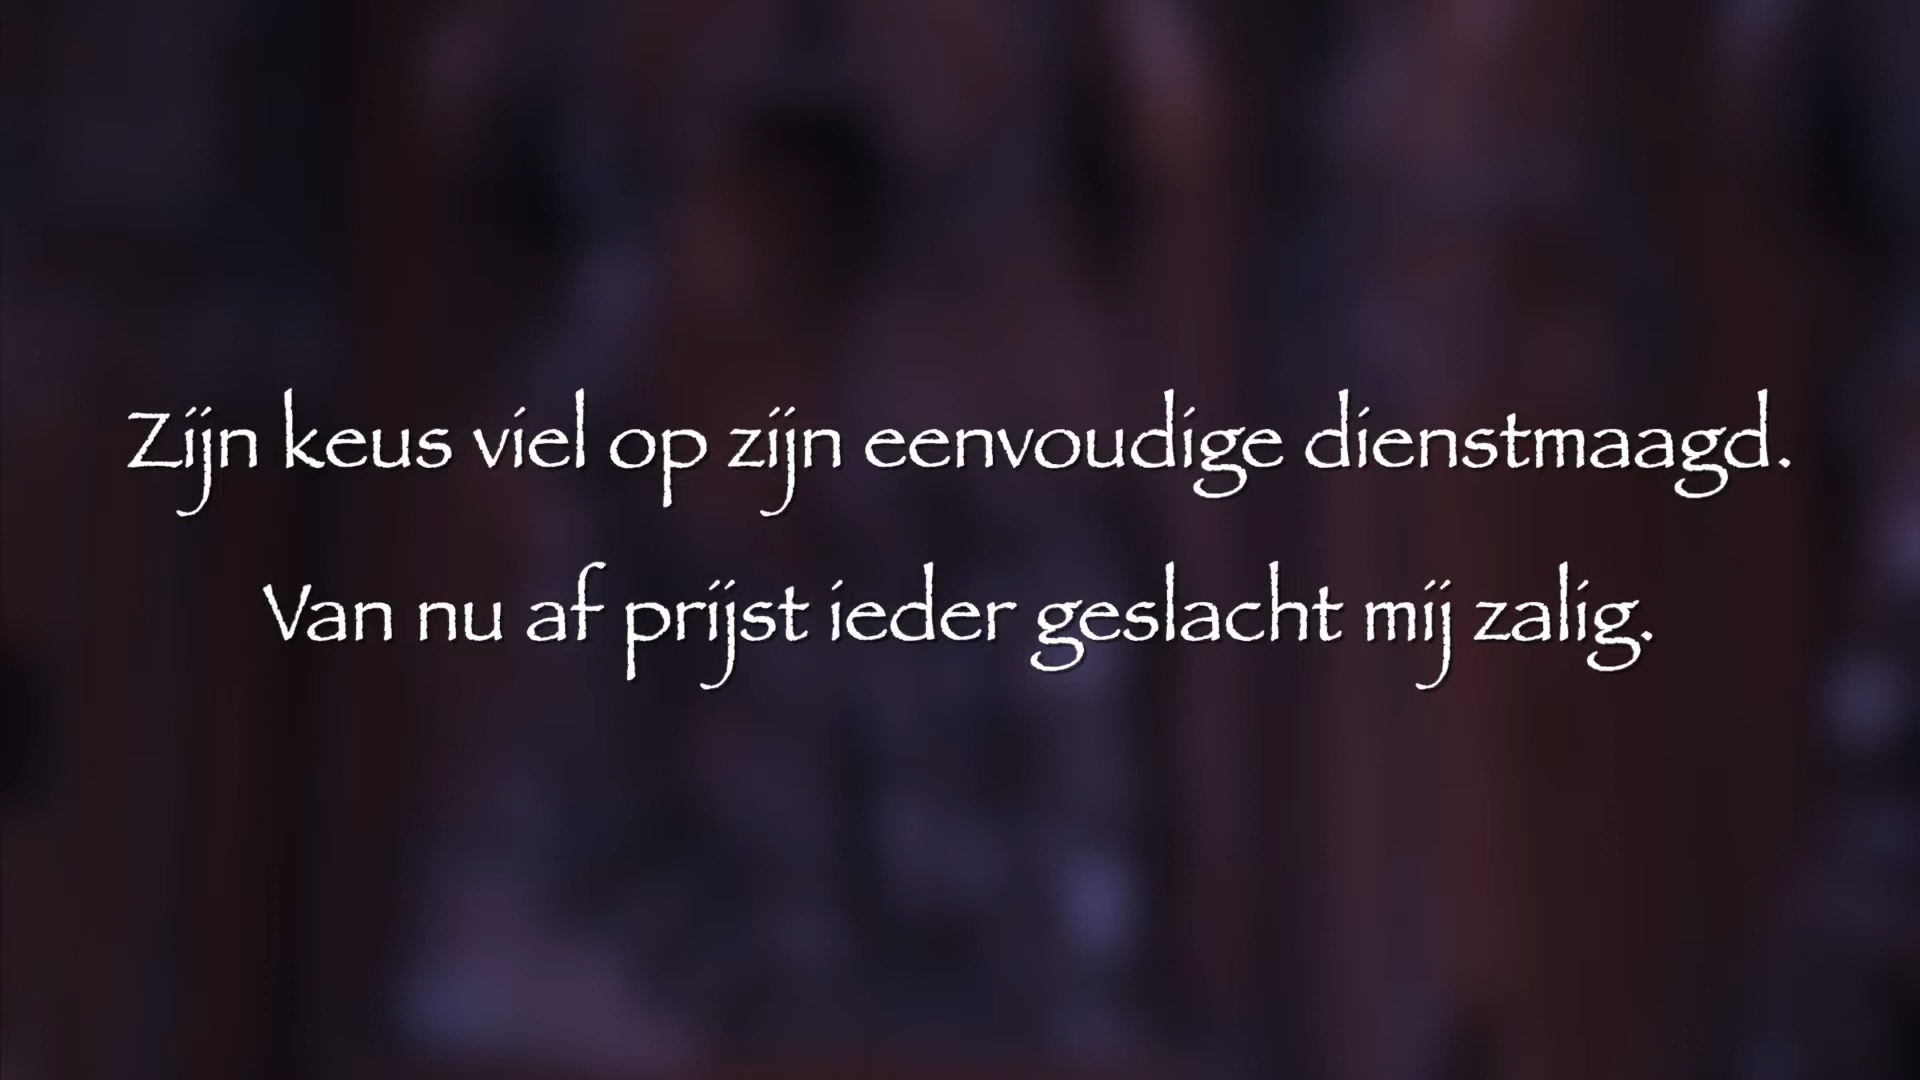 Zijn keus viel op zijn eenvoudige dienstmaagd.
Van nu af prijst ieder geslacht mij zalig.